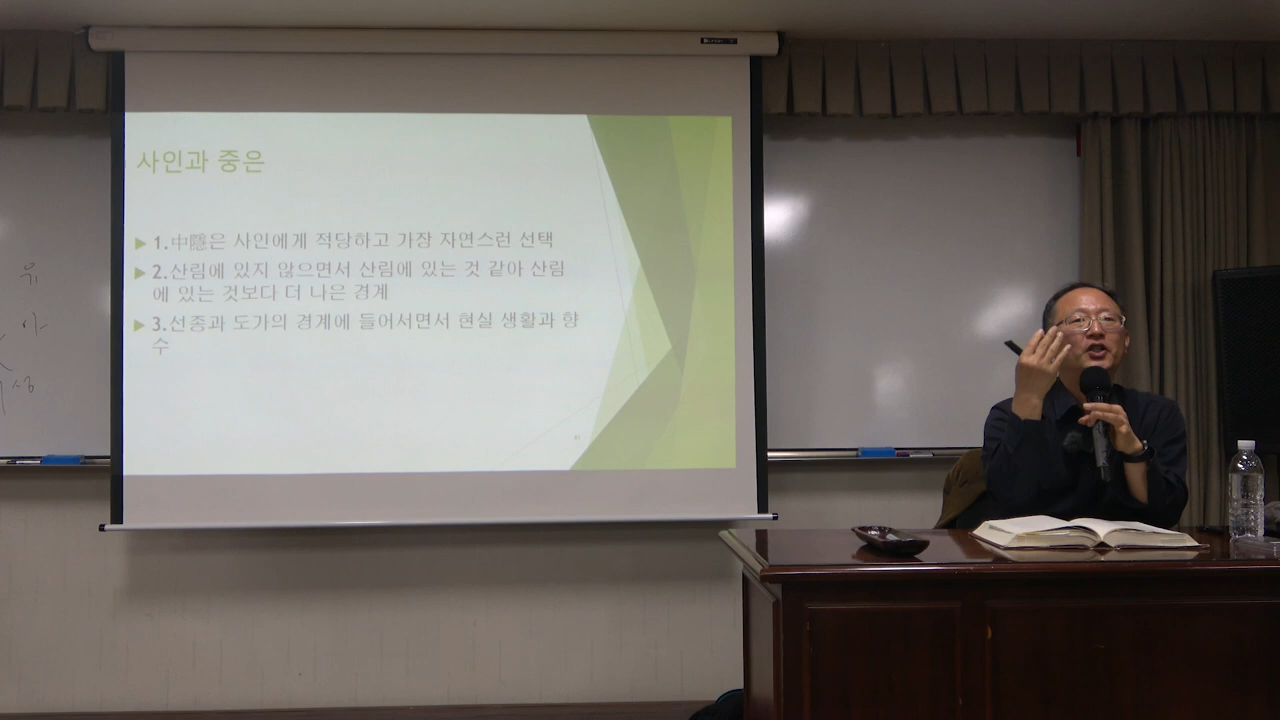 사인과 중은
1.中隱은 사인에게 적당하고 가장 자연스런 선택
2.산림에 있지 않으면서 산림에 있는 것 같아 산림
에 있는 것보다 더 나은 경계
3.선종과 도가의 경계에 들어서면서 현실 생활과 향
수
유
아
상